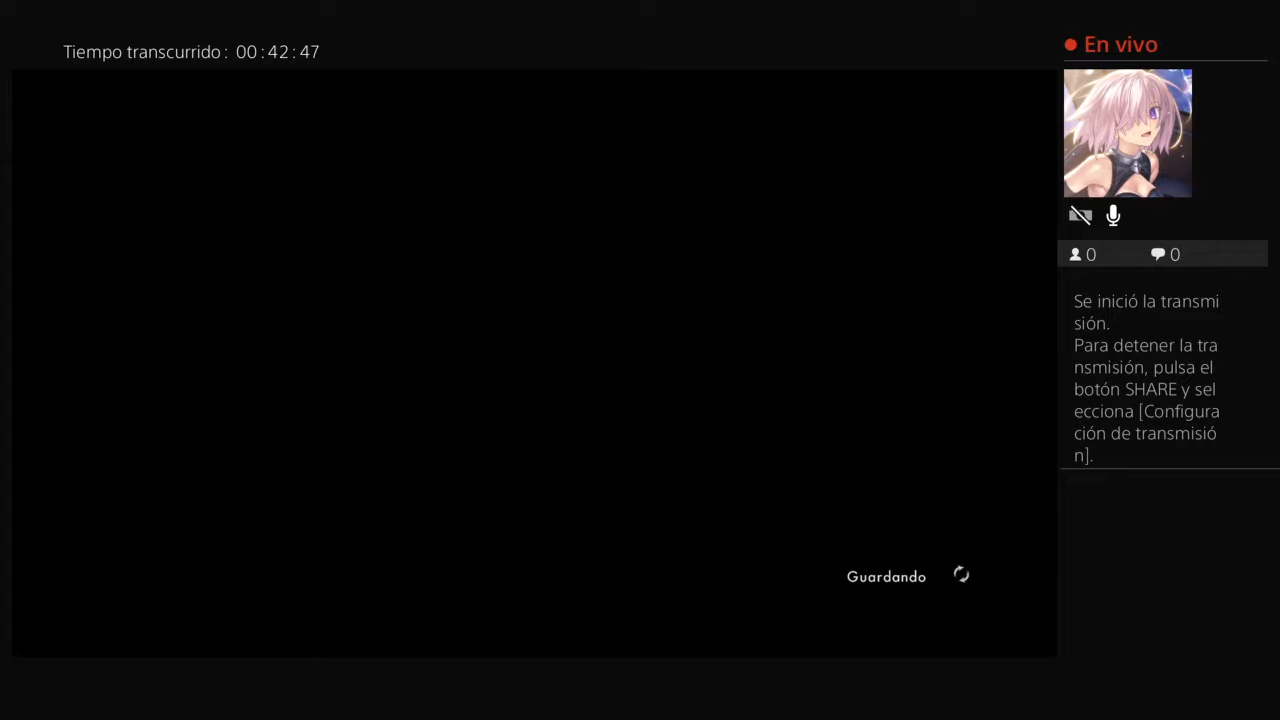 Tiempo transcurrido: 00:42:47
En vivo
0 0
Se inició la transmi
sión.
Para detener la tra
nsmisión, pulsa el
botón SHARE y sel
ecciona [Configura
ción de transmisió
n].
Guardando